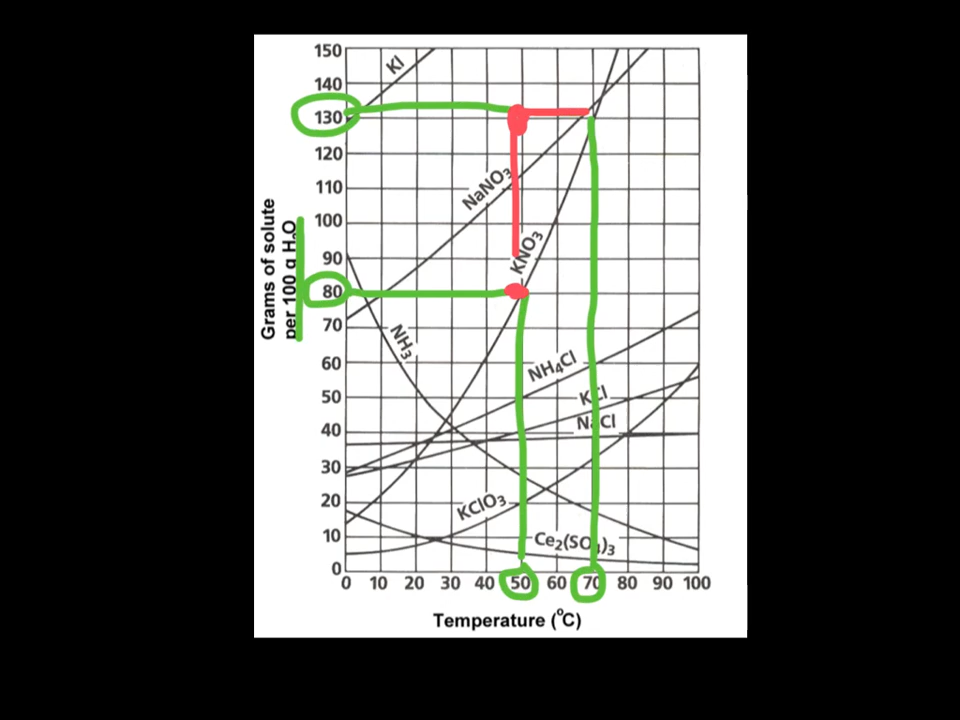 150
140
130
120
110
100
90
80
70
60
50
40
30
20
10
0
Grams of solute
per 100 g H₂O
KI
NaNO₃
KNO₃
NH₃
NH₄Cl
KCl
NaCl
KClO₃
Ce₂(SO₄)₃
0 10 20 30 40 50 60 70 80 90 100
Temperature (°C)